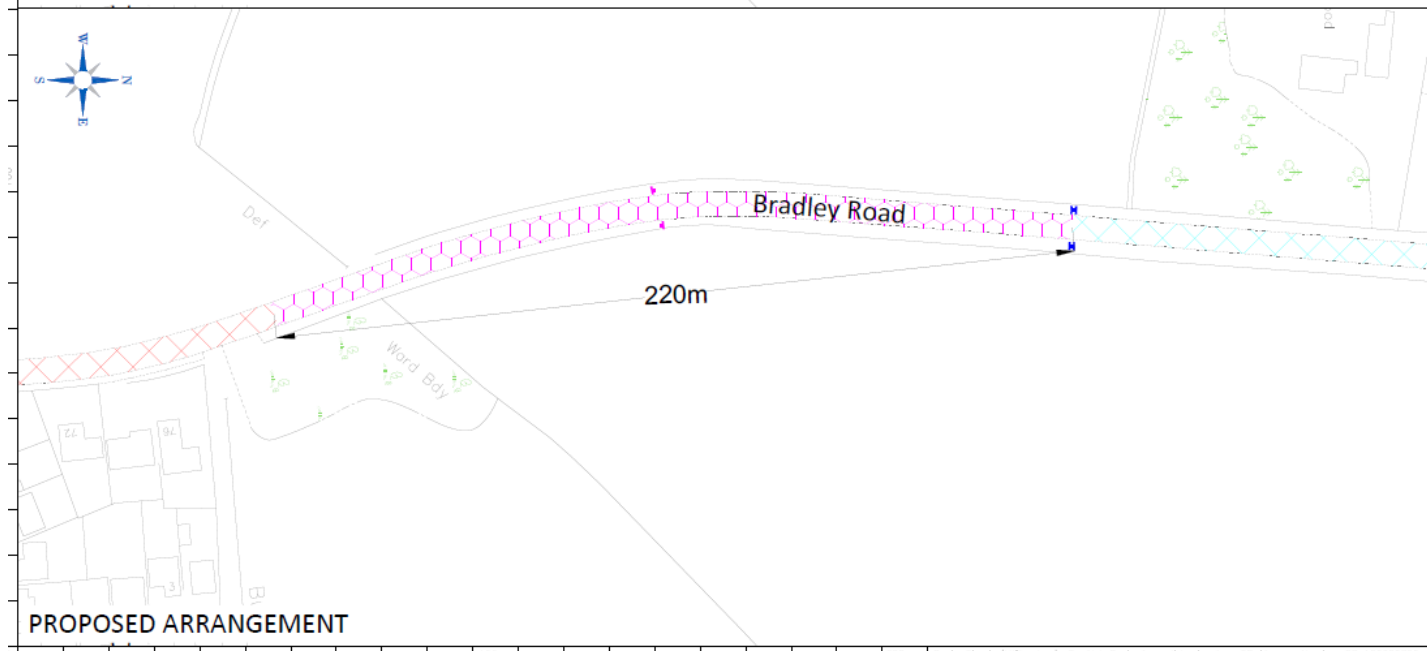 W
S
N
E
Def
Bradley Road
220m
Ward Bdy
72
76
3
PROPOSED ARRANGEMENT